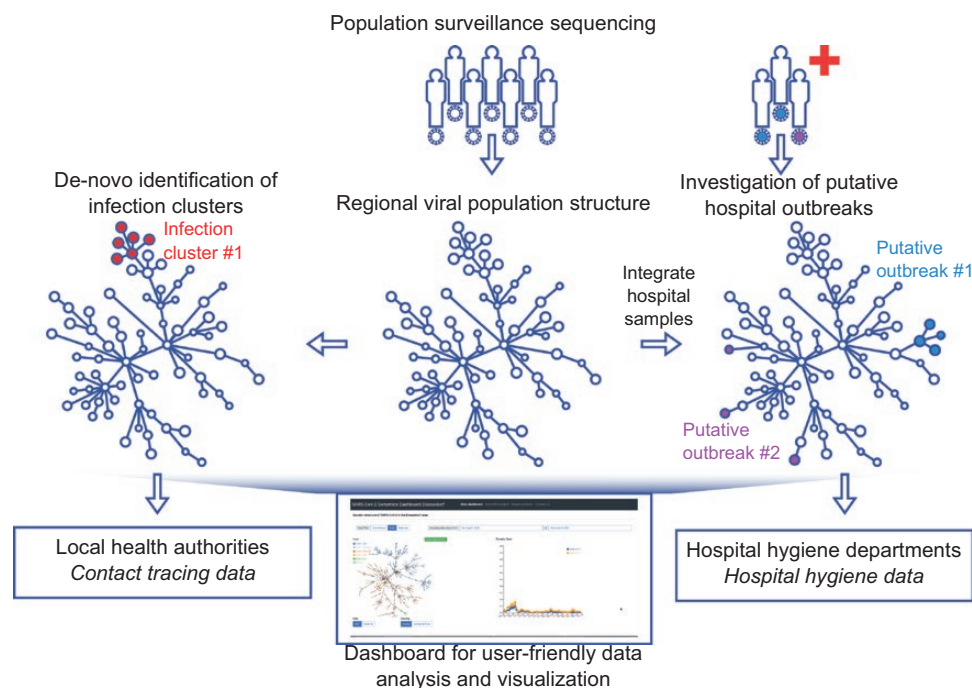 Population surveillance sequencing
De-novo identification of
infection clusters
Infection
cluster #1
Regional viral population structure
Investigation of putative
hospital outbreaks
Integrate
hospital
samples
Putative
outbreak #1
Putative
outbreak #2
Local health authorities
Contact tracing data
Hospital hygiene departments
Hospital hygiene data
Dashboard for user-friendly data
analysis and visualization